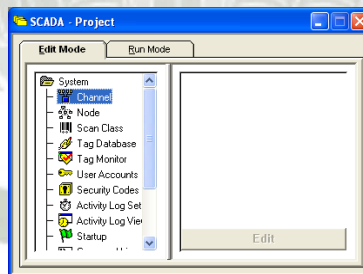 SCADA - Project
Edit Mode
Run Mode
System
Channel
Node
Scan Class
Tag Database
Tag Monitor
User Accounts
Security Codes
Activity Log Set
Activity Log View
Startup
Edit